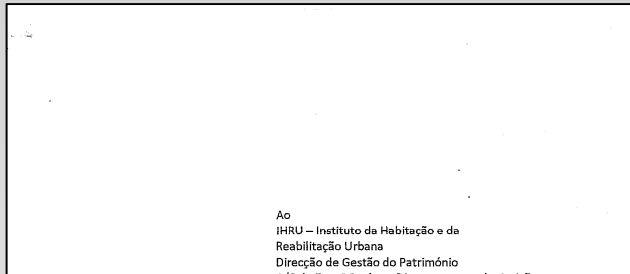 Ao
IHRU – Instituto da Habitação e da
Reabilitação Urbana
Direcção de Gestão do Património